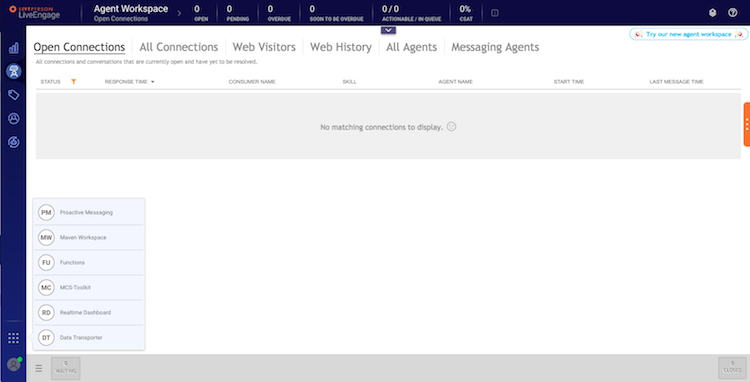 LIVEPERSON
LiveEngage
Agent Workspace
Open Connections
0
OPEN
0
PENDING
0
OVERDUE
0
SOON TO BE OVERDUE
0 / 0
ACTIONABLE / IN QUEUE
0%
CSAT
Try our new agent workspace
Open Connections All Connections Web Visitors Web History All Agents Messaging Agents
All connections and conversations that are currently open and have yet to be resolved.
STATUS RESPONSE TIME CONSUMER NAME SKILL AGENT NAME START TIME LAST MESSAGE TIME
No matching connections to display.
PM Proactive Messaging
MW Maven Workspace
FU Functions
MC MCS-Toolkit
RD Realtime Dashboard
DT Data Transporter
WAITING
CLOSED